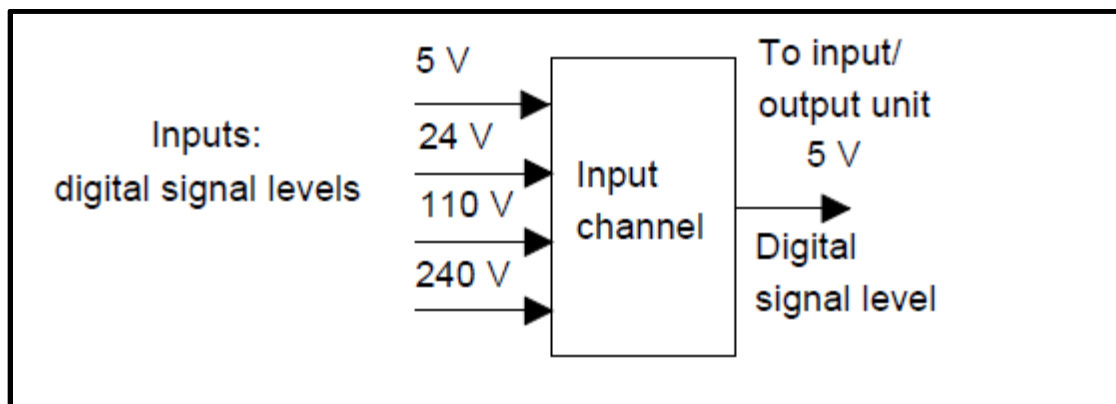 Inputs:
digital signal levels
5 V
24 V
110 V
240 V
Input
channel
To input/
output unit
5 V
Digital
signal level